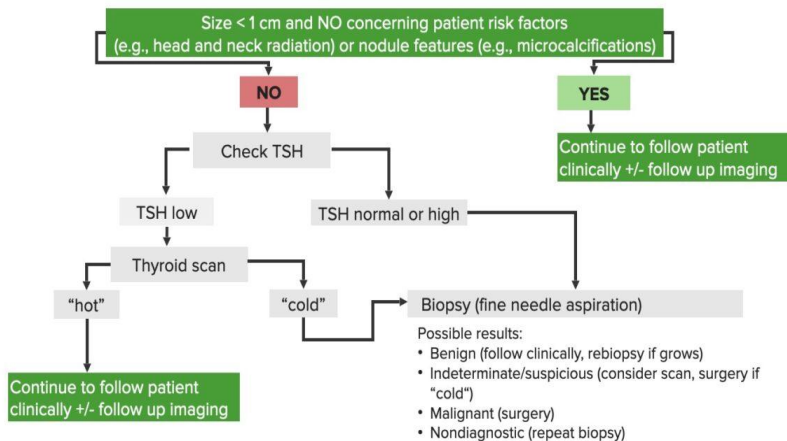 Size < 1 cm and NO concerning patient risk factors
(e.g., head and neck radiation) or nodule features (e.g., microcalcifications)
NO
YES
Check TSH
Continue to follow patient
clinically +/- follow up imaging
TSH low
TSH normal or high
Thyroid scan
"hot"
"cold"
Biopsy (fine needle aspiration)
Possible results:
• Benign (follow clinically, rebiopsy if grows)
• Indeterminate/suspicious (consider scan, surgery if
"cold")
• Malignant (surgery)
• Nondiagnostic (repeat biopsy)
Continue to follow patient
clinically +/- follow up imaging